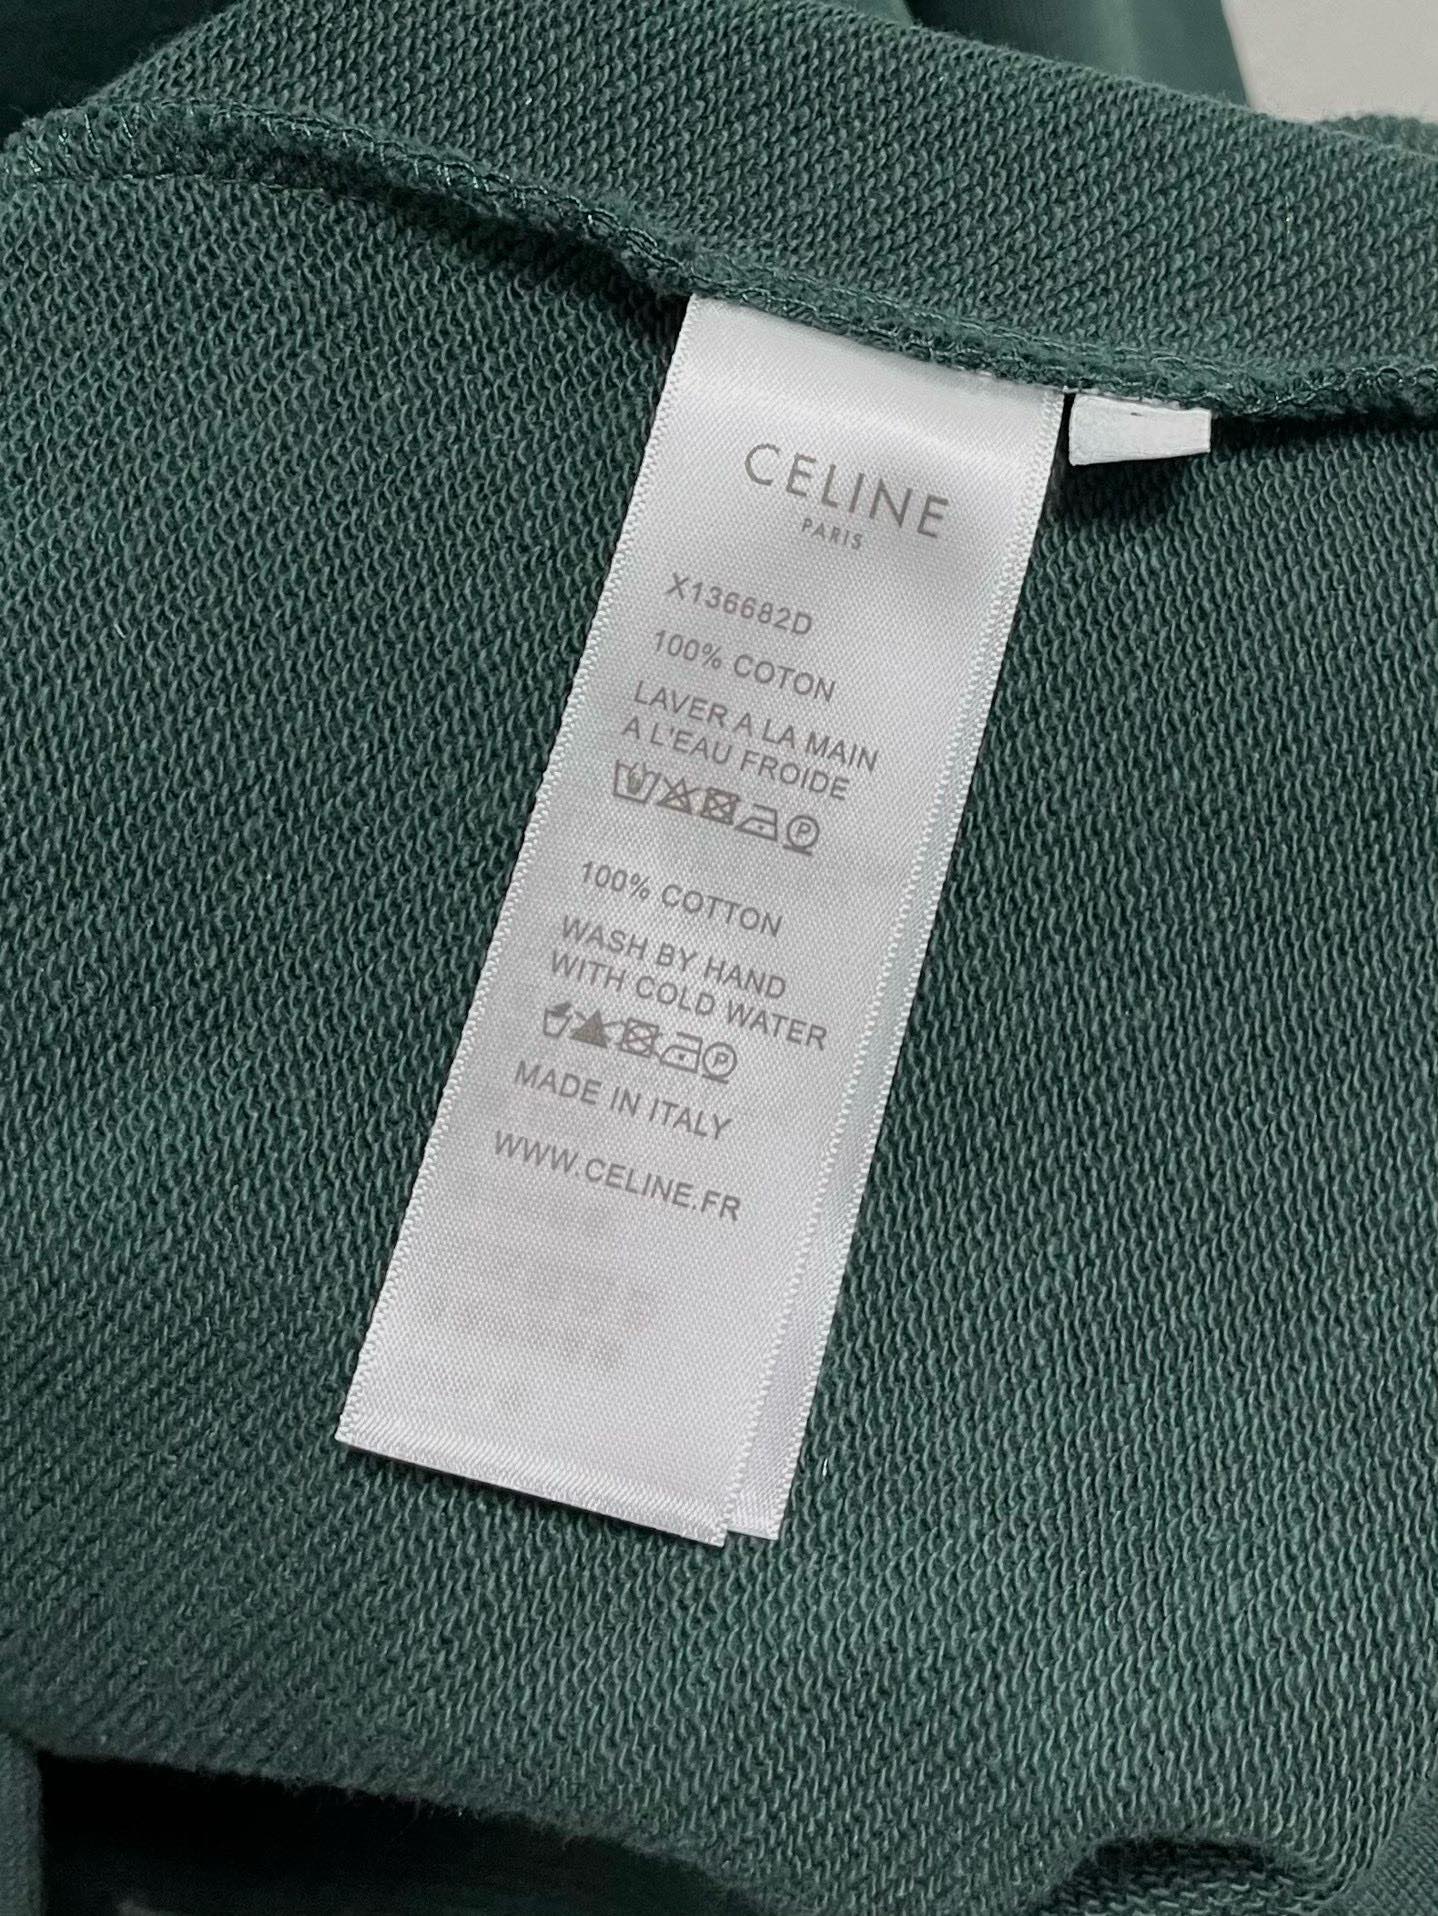 CELINE
PARIS
X136682D
100% COTON
LAVER A LA MAIN
A L'EAU FROIDE
P
100% COTTON
WASH BY HAND
WITH COLD WATER
P
MADE IN ITALY
WWW.CELINE.FR